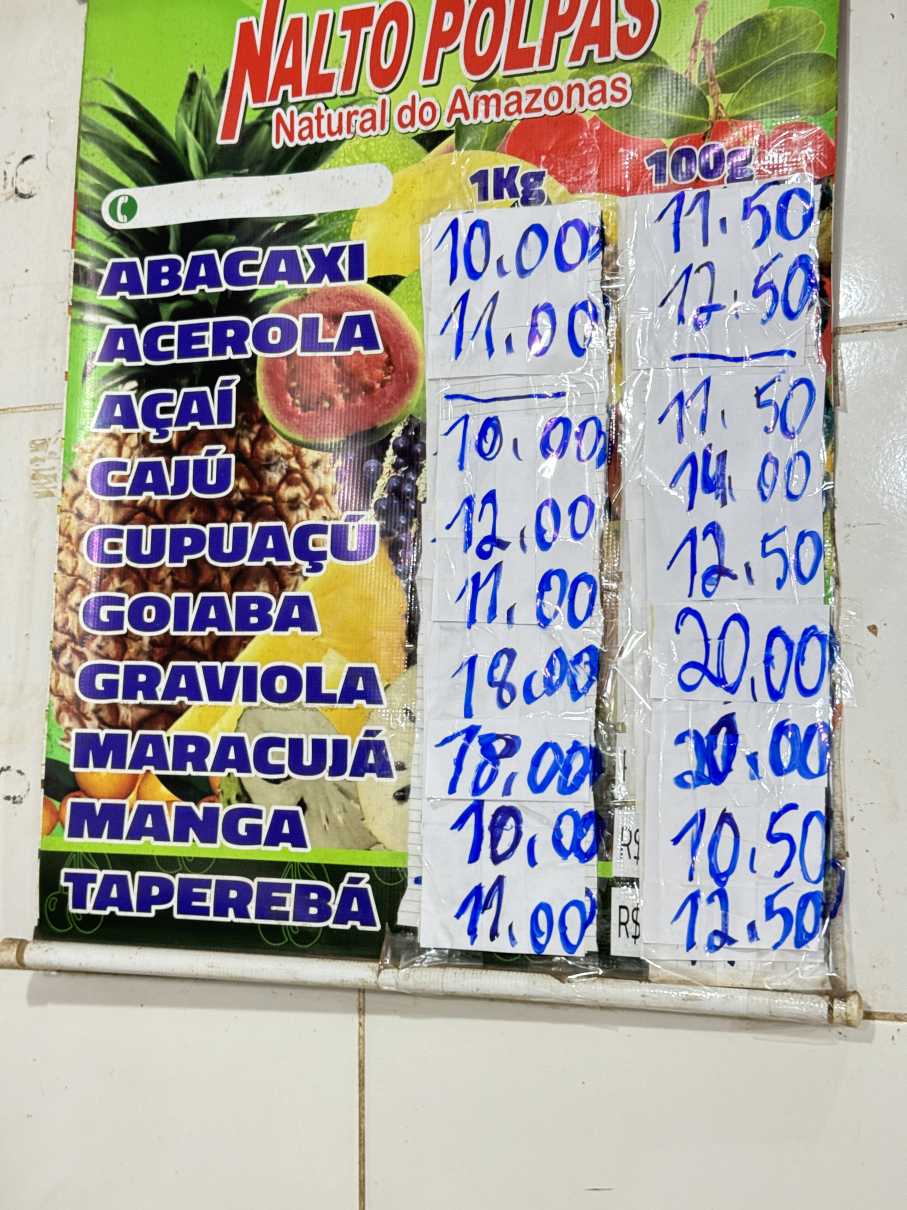 NALTO POLPAS
Natural do Amazonas
1Kg 100g
ABACAXI 10.00 11.50
ACEROLA 11.00 12.50
AÇAÍ — —
CAJÚ 10.00 11.50
CUPUAÇÚ 12.00 14.00
GOIABA 11.00 12.50
GRAVIOLA 18.00 20.00
MARACUJÁ 18.00 20.00
MANGA 10.00 R$ 10.50
TAPEREBÁ 11.00 R$ 12.50